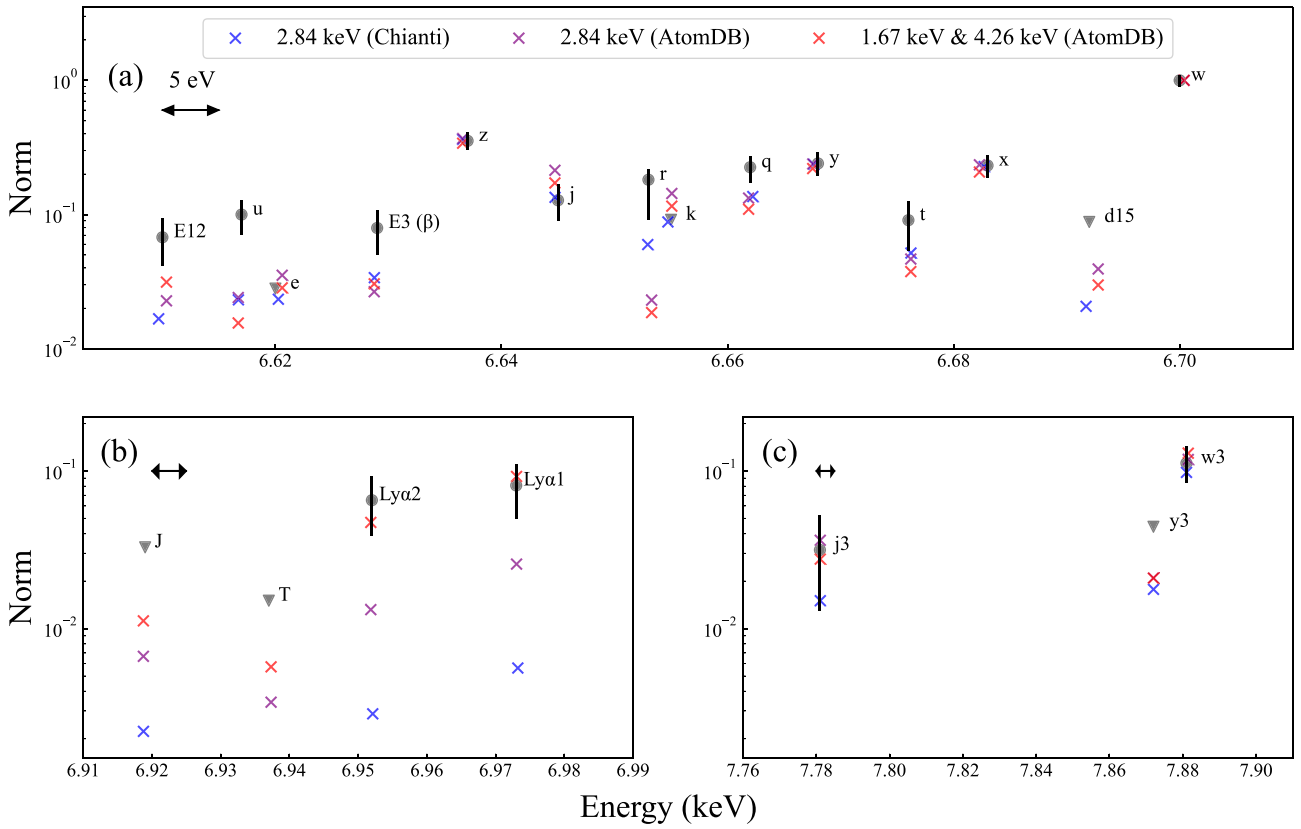 2.84 keV (Chianti) 2.84 keV (AtomDB) 1.67 keV & 4.26 keV (AtomDB)
(a)
5 eV
Norm
10⁰
10⁻¹
10⁻²
E12
u
e
E3 (β)
z
j
r
k
q
y
t
x
d15
w
6.62 6.64 6.66 6.68 6.70
(b)
Norm
10⁻¹
10⁻²
J
T
Lyα2
Lyα1
6.91 6.92 6.93 6.94 6.95 6.96 6.97 6.98 6.99
(c)
10⁻¹
10⁻²
j3
y3
w3
7.76 7.78 7.80 7.82 7.84 7.86 7.88 7.90
Energy (keV)